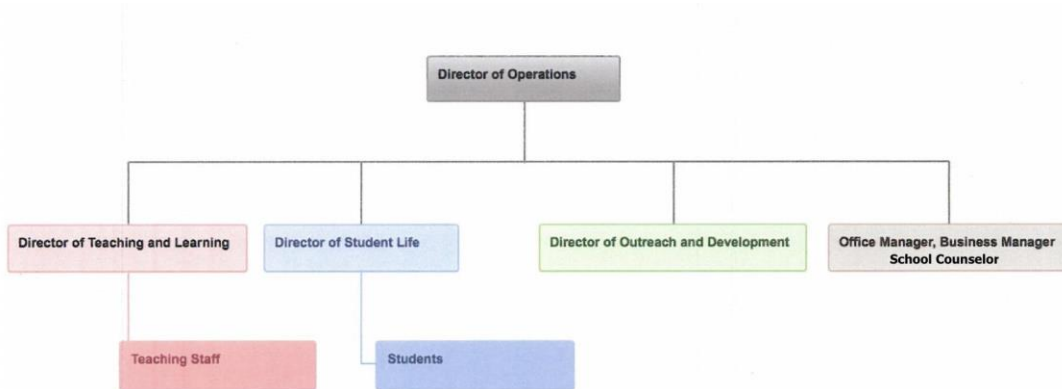 Director of Operations
Director of Teaching and Learning
Director of Student Life
Director of Outreach and Development
Office Manager, Business Manager
School Counselor
Teaching Staff
Students